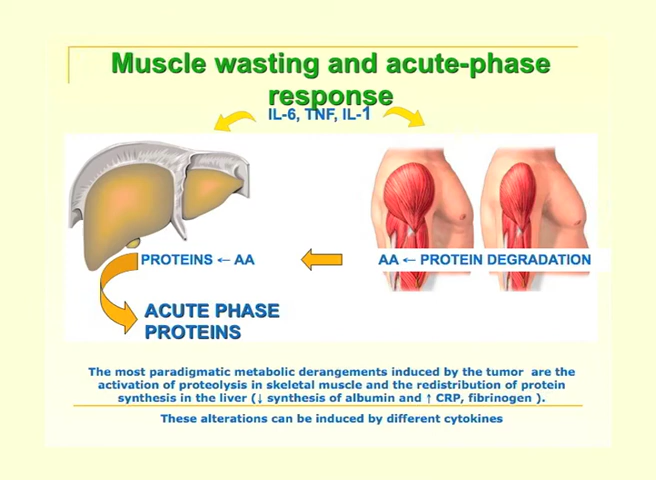 Muscle wasting and acute-phase
response
IL-6, TNF, IL-1
PROTEINS ← AA
AA ← PROTEIN DEGRADATION
ACUTE PHASE
PROTEINS
The most paradigmatic metabolic derangements induced by the tumor are the
activation of proteolysis in skeletal muscle and the redistribution of protein
synthesis in the liver (↓ synthesis of albumin and ↑ CRP, fibrinogen ).
These alterations can be induced by different cytokines